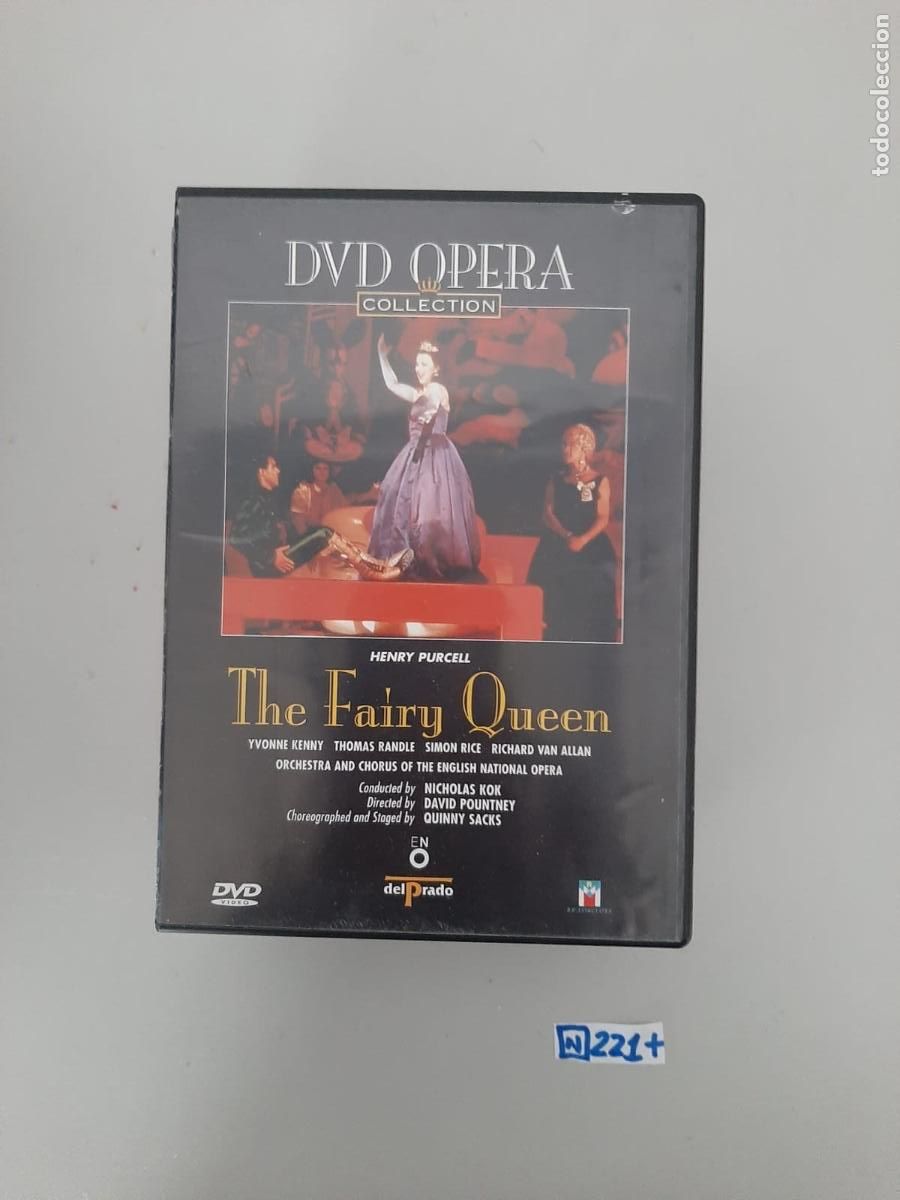 todocoleccion
DVD OPERA
COLLECTION
HENRY PURCELL
The Fairy Queen
YVONNE KENNY THOMAS RANDLE SIMON RICE RICHARD VAN ALLAN
ORCHESTRA AND CHORUS OF THE ENGLISH NATIONAL OPERA
Conducted by NICHOLAS KOK
Directed by DAVID POUNTNEY
Choreographed and Staged by QUINNY SACKS
EN
O
delPrado
DVD
VIDEO
N 221+